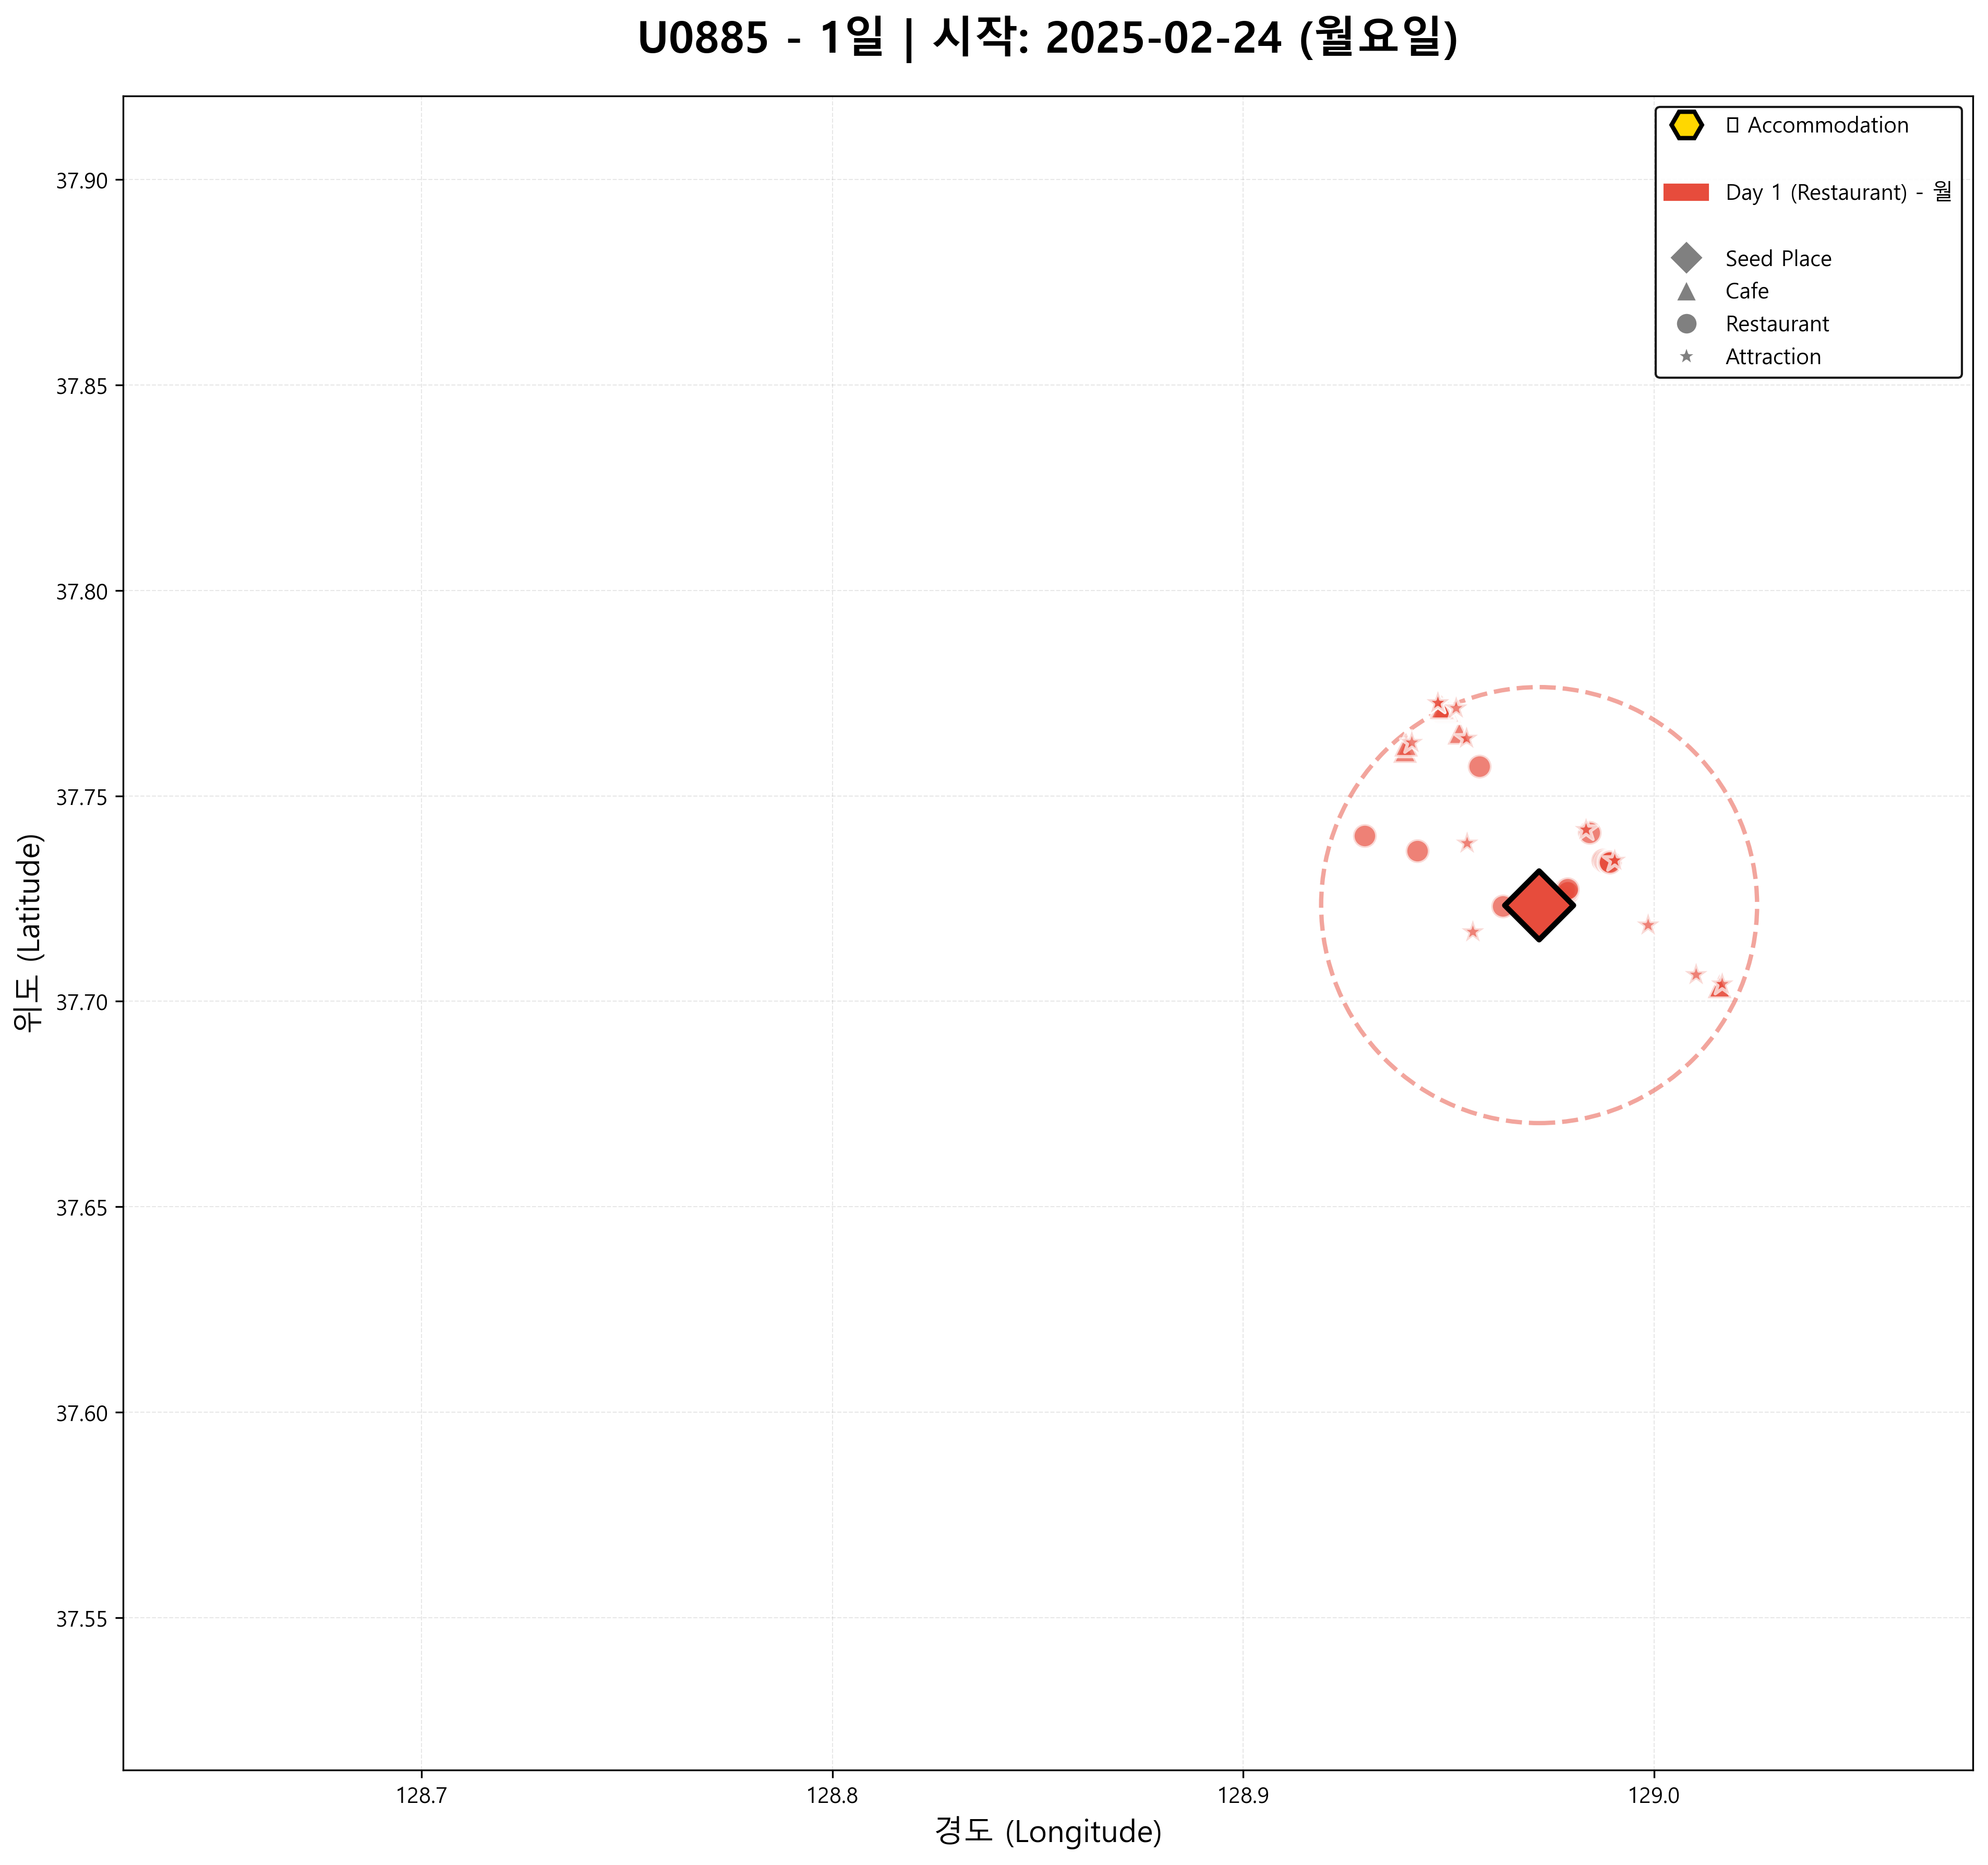 U0885 - 1일 | 시작: 2025-02-24 (월요일)
▯ Accommodation
Day 1 (Restaurant) - 월
Seed Place
Cafe
Restaurant
Attraction
위도 (Latitude)
37.90
37.85
37.80
37.75
37.70
37.65
37.60
37.55
128.7
128.8
128.9
129.0
경도 (Longitude)